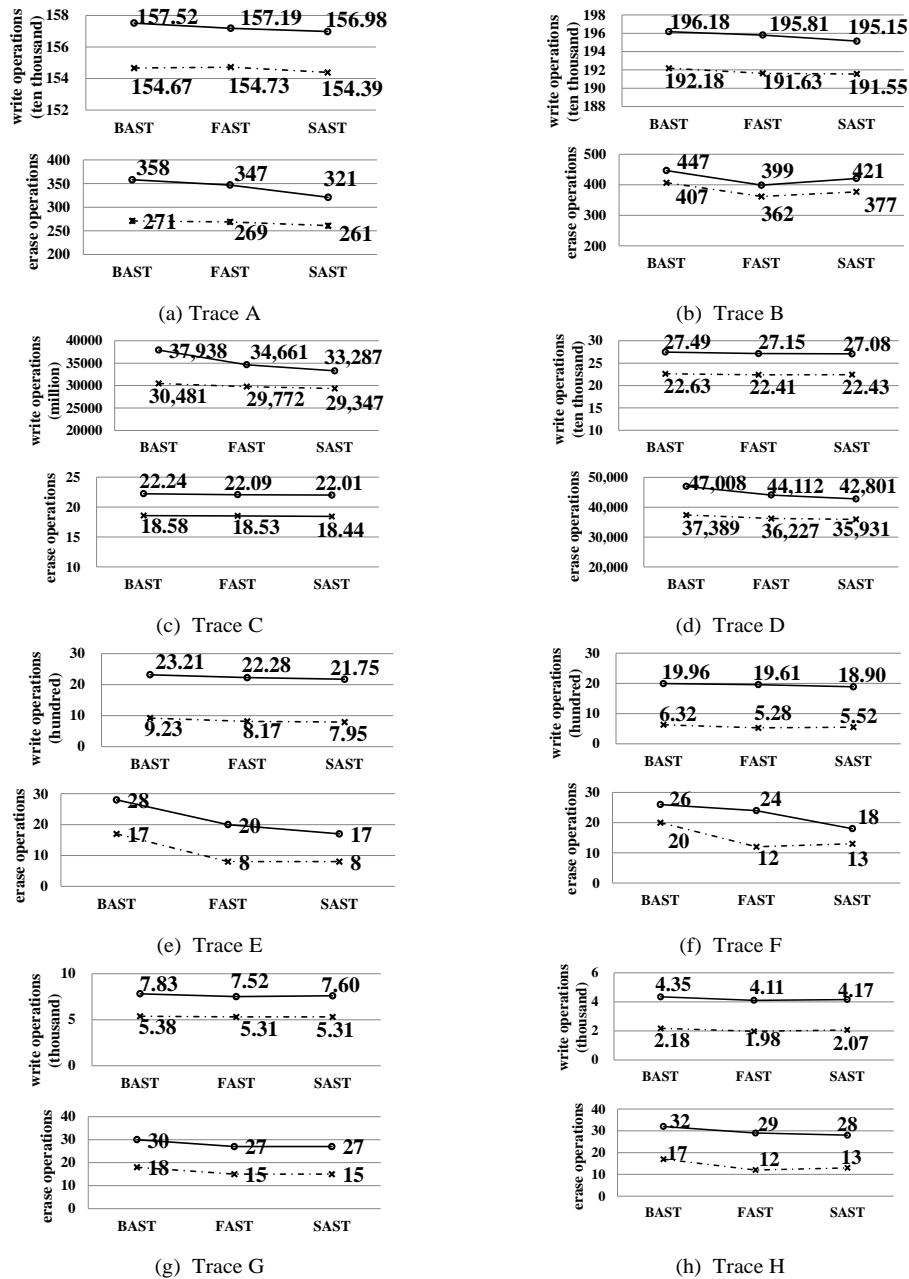 write operations
(ten thousand)
158
156
154
152
157.52
157.19
156.98
154.67
154.73
154.39
BAST
FAST
SAST
erase operations
400
350
300
250
200
358
347
321
271
269
261
BAST
FAST
SAST
(a) Trace A
write operations
(ten thousand)
198
196
194
192
190
188
196.18
195.81
195.15
192.18
191.63
191.55
BAST
FAST
SAST
erase operations
500
400
300
200
447
399
421
407
362
377
BAST
FAST
SAST
(b) Trace B
write operations
(million)
40000
35000
30000
25000
20000
37,938
34,661
33,287
30,481
29,772
29,347
BAST
FAST
SAST
erase operations
25
20
15
10
22.24
22.09
22.01
18.58
18.53
18.44
BAST
FAST
SAST
(c) Trace C
write operations
(ten thousand)
30
25
20
15
10
27.49
27.15
27.08
22.63
22.41
22.43
BAST
FAST
SAST
erase operations
50,000
40,000
30,000
20,000
47,008
44,112
42,801
37,389
36,227
35,931
BAST
FAST
SAST
(d) Trace D
write operations
(hundred)
30
20
10
0
23.21
22.28
21.75
9.23
8.17
7.95
BAST
FAST
SAST
erase operations
30
20
10
0
28
20
17
17
8
8
BAST
FAST
SAST
(e) Trace E
write operations
(hundred)
30
20
10
0
19.96
19.61
18.90
6.32
5.28
5.52
BAST
FAST
SAST
erase operations
30
20
10
0
26
24
18
20
12
13
BAST
FAST
SAST
(f) Trace F
write operations
(thousand)
10
5
0
7.83
7.52
7.60
5.38
5.31
5.31
BAST
FAST
SAST
erase operations
40
30
20
10
0
30
27
27
18
15
15
BAST
FAST
SAST
(g) Trace G
write operations
(thousand)
6
4
2
0
4.35
4.11
4.17
2.18
1.98
2.07
BAST
FAST
SAST
erase operations
40
30
20
10
0
32
29
28
17
12
13
BAST
FAST
SAST
(h) Trace H